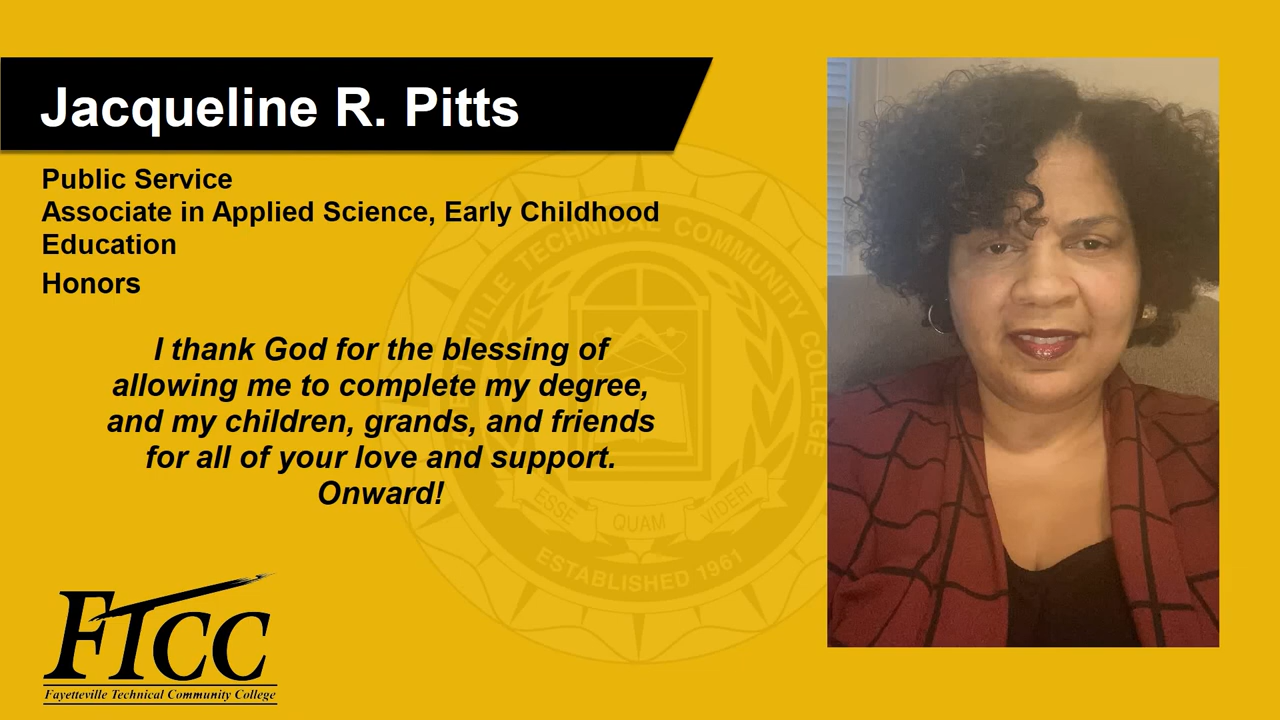 Jacqueline R. Pitts
Public Service
Associate in Applied Science, Early Childhood
Education
Honors
I thank God for the blessing of
allowing me to complete my degree,
and my children, grands, and friends
for all of your love and support.
Onward!
FAYETTEVILLE TECHNICAL COMMUNITY COLLEGE
ESSE QUAM VIDERI
ESTABLISHED 1961
FTCC
Fayetteville Technical Community College